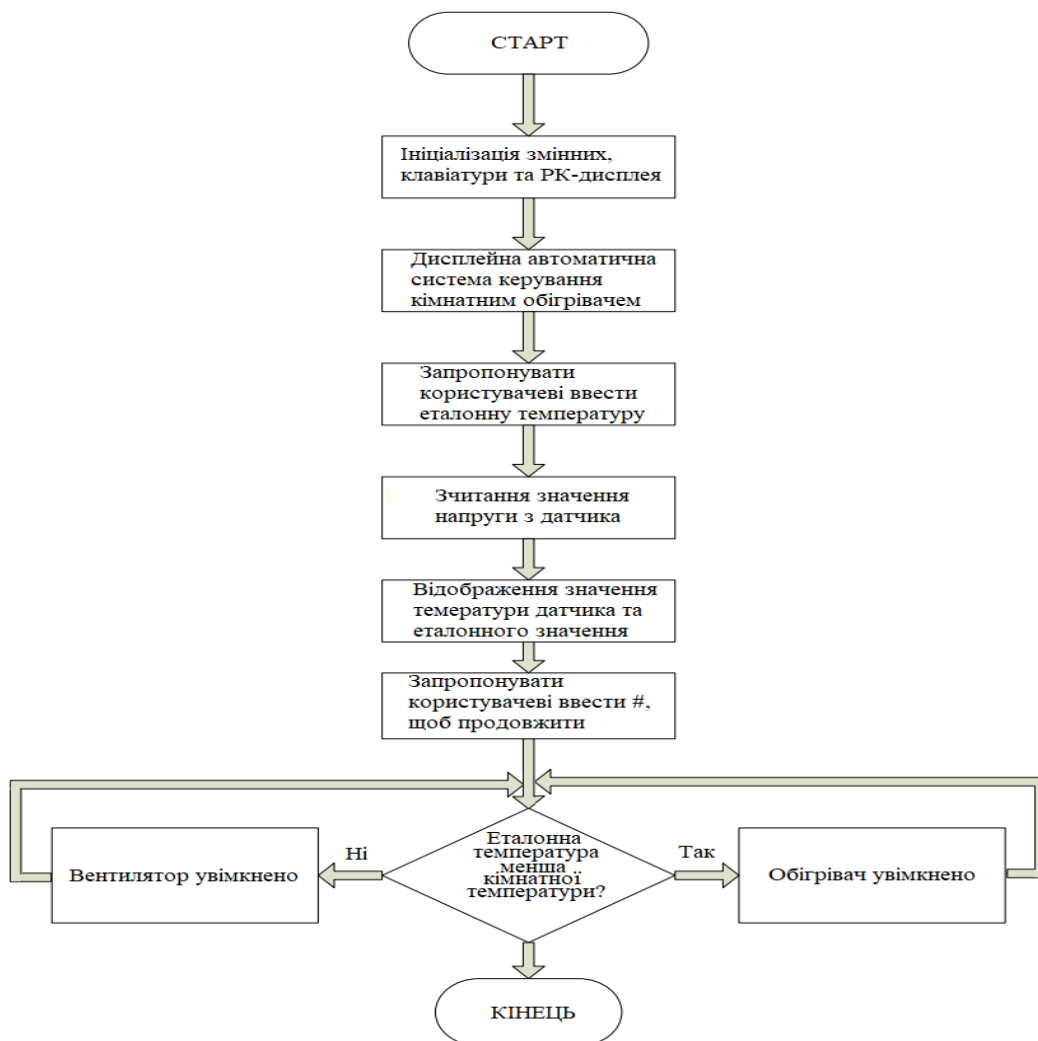 СТАРТ
Ініціалізація змінних,
клавіатури та РК-дисплея
Дисплейна автоматична
система керування
кімнатним обігрівачем
Запропонувати
користувачеві ввести
еталонну температуру
Зчитання значення
напруги з датчика
Відображення значення
темератури датчика та
еталонного значення
Запропонувати
користувачеві ввести #,
щоб продовжити
Вентилятор увімкнено
Ні
Еталонна
температура
менша
кімнатної
температури?
Так
Обігрівач увімкнено
КІНЕЦЬ